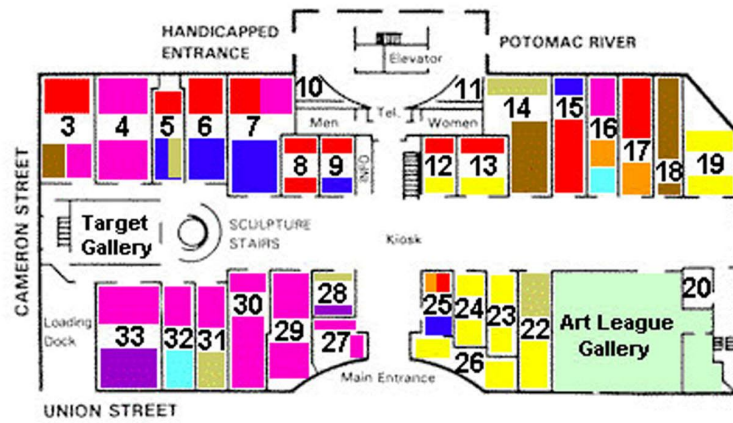 HANDICAPPED
ENTRANCE
POTOMAC RIVER
Elevator
10
11
Tel.
Men
Women
3
4
5
6
7
8
9
INFO
12
13
14
15
16
17
18
19
CAMERON STREET
Target
Gallery
SCULPTURE
STAIRS
Kiosk
Loading
Dock
33
32
31
30
29
28
27
25
24
23
22
26
20
Art League
Gallery
Main Entrance
UNION STREET